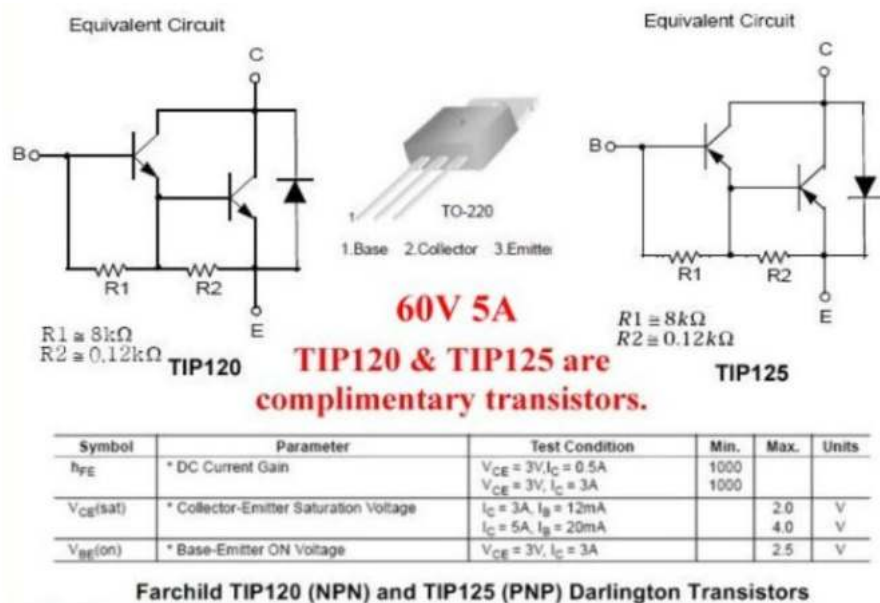 Equivalent Circuit
C
B
R1
R2
E
R1 ≅ 8kΩ
R2 ≅ 0.12kΩ
TIP120
1
TO-220
1.Base 2.Collector 3.Emitte
60V 5A
TIP120 & TIP125 are
complimentary transistors.
Equivalent Circuit
C
B
R1
R2
E
R1 ≅ 8kΩ
R2 ≅ 0.12kΩ
TIP125
Symbol Parameter Test Condition Min. Max. Units
hFE * DC Current Gain VCE = 3V,IC = 0.5A 1000
VCE = 3V, IC = 3A 1000
VCE(sat) * Collector-Emitter Saturation Voltage IC = 3A, IB = 12mA 2.0 V
IC = 5A, IB = 20mA 4.0 V
VBE(on) * Base-Emitter ON Voltage VCE = 3V, IC = 3A 2.5 V
Farchild TIP120 (NPN) and TIP125 (PNP) Darlington Transistors